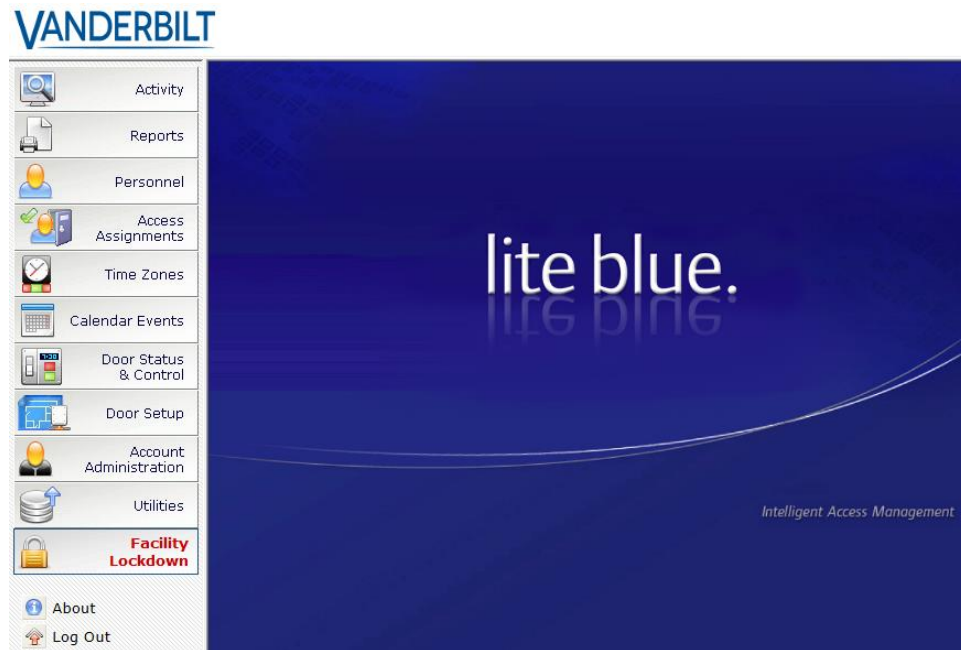 VANDERBILT
Activity
Reports
Personnel
Access
Assignments
Time Zones
Calendar Events
Door Status
& Control
Door Setup
Account
Administration
Utilities
Facility
Lockdown
About
Log Out
lite blue.
Intelligent Access Management